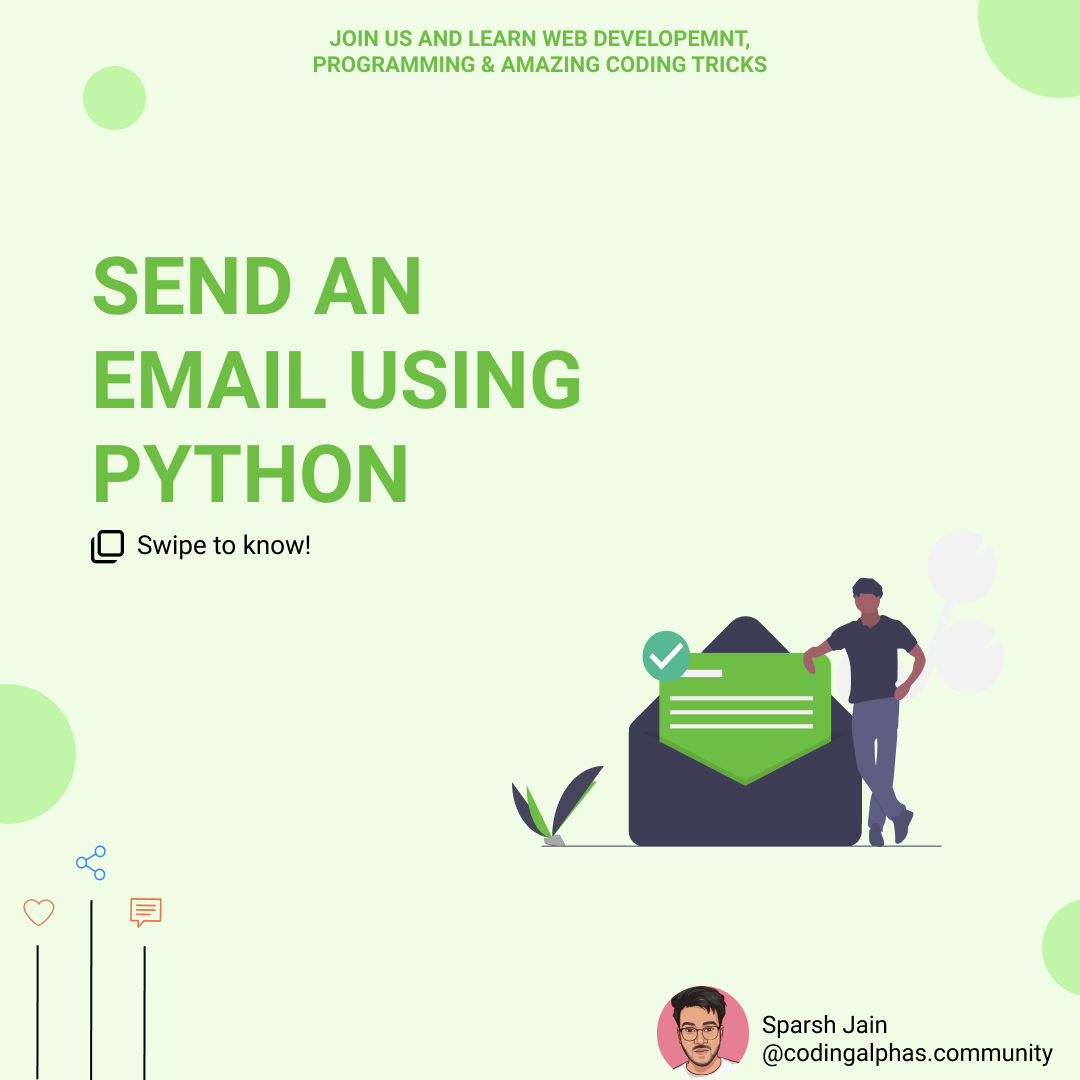 JOIN US AND LEARN WEB DEVELOPEMNT,
PROGRAMMING & AMAZING CODING TRICKS
SEND AN
EMAIL USING
PYTHON
Swipe to know!
Sparsh Jain
@codingalphas.community